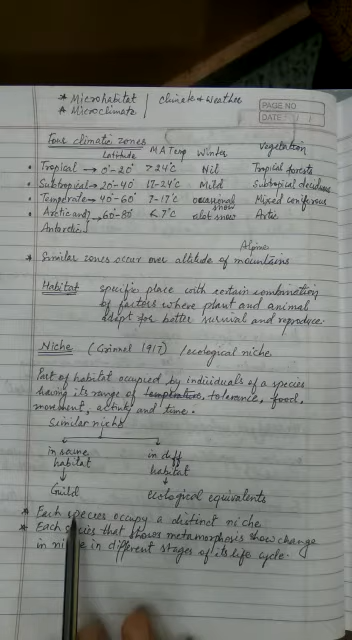 * Microhabitat | climate & weather
* Microclimate
PAGE NO
DATE
Four climatic zones
Latitude M A Temp Winter Vegetation
• Tropical → 0°-20° >24°C Nil Tropical forests
• Subtropical → 20-40° 17-24°C Mild Subtropical deciduous
• Temperate → 40-60° 7-17°C occasional snow Mixed coniferous
• Arctic and Antarctic → 60-80° <7°C alot snow Artic
Alpine
* Similar zones occur over altitude of mountains
Habitat specific place with certain combination
of factors where plant and animal
adapt for better survival and reproduce.
Niche (Grinnel 1917) / ecological niche
Part of habitat occupied by individuals of a species
having its range of temperature, tolerance, food,
movement, activity and time.
Similar niche
in same habitat
in diff habitat
Guild
ecological equivalents
* Each species occupy a distinct niche
* Each species that shows metamorphosis show change
in niche in different stages of its life cycle.